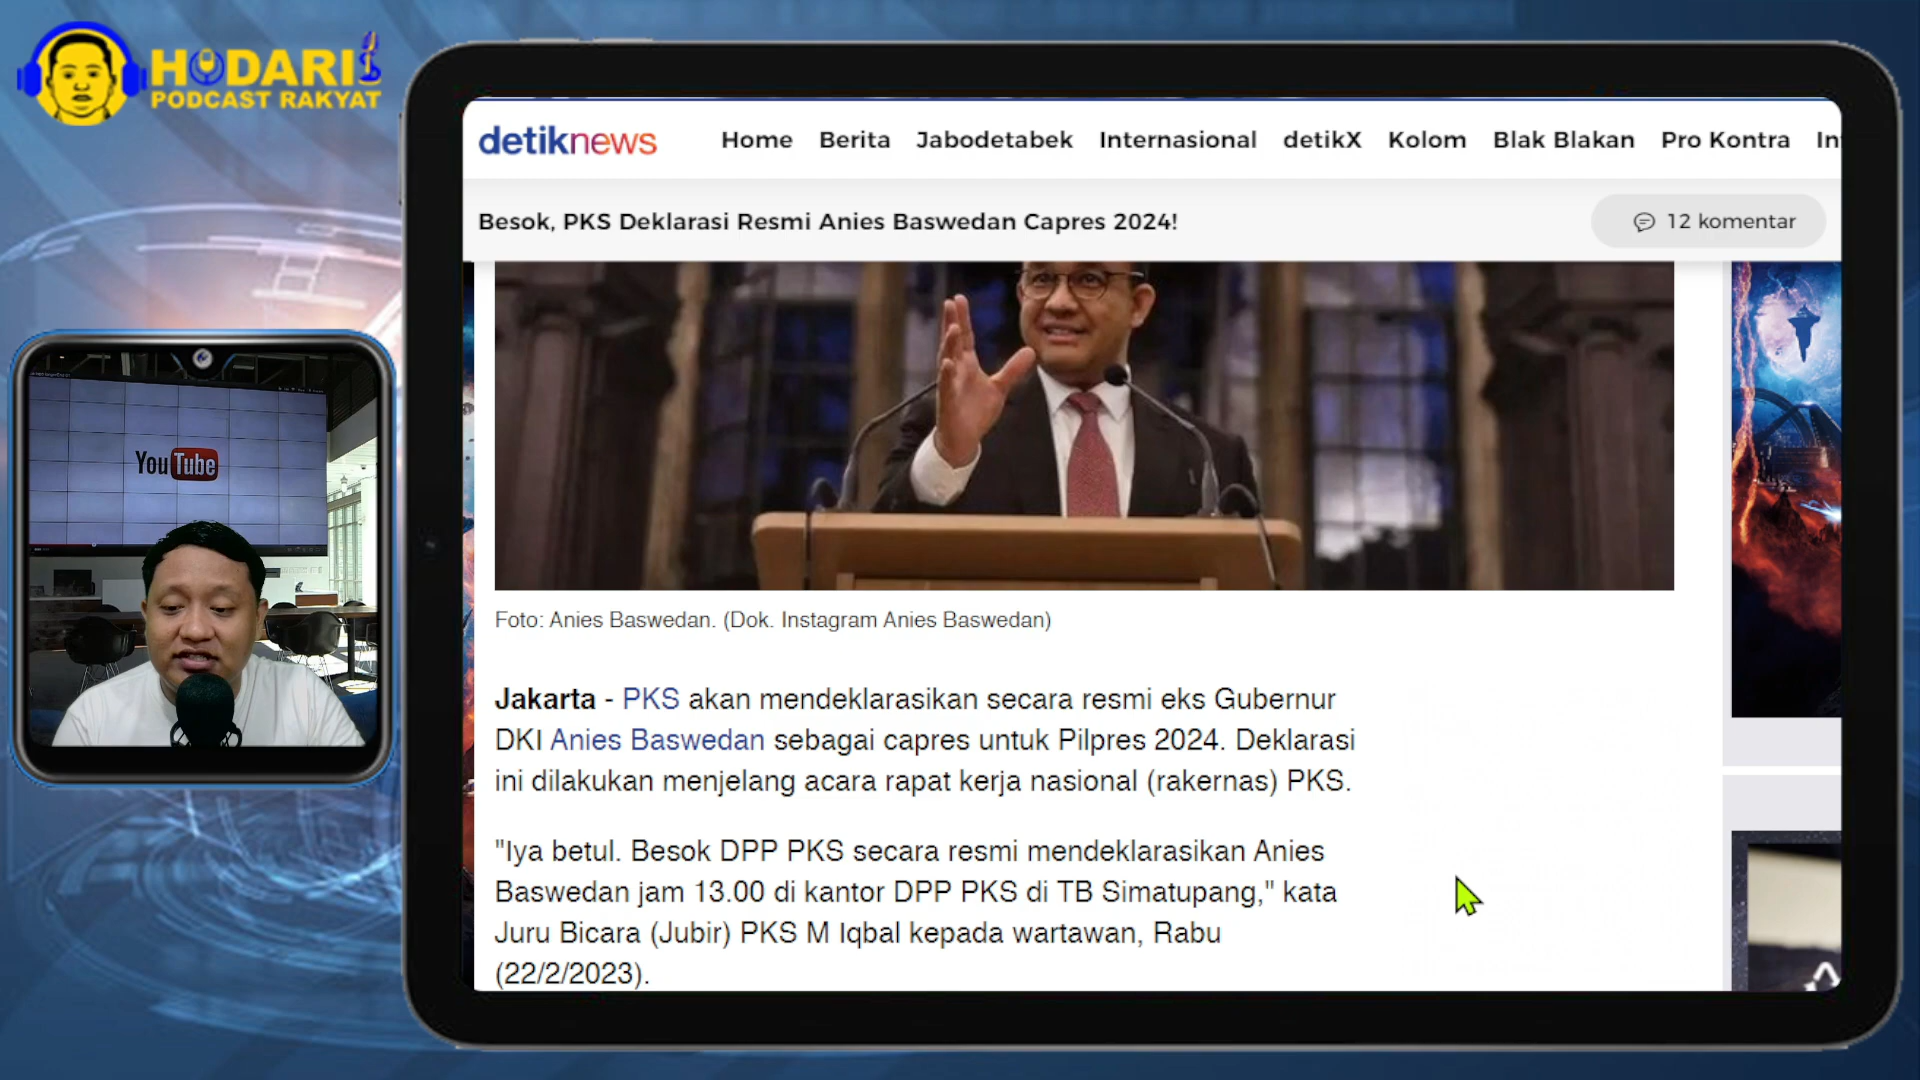 HODARI
PODCAST RAKYAT
detiknews
Home Berita Jabodetabek Internasional detikX Kolom Blak Blakan Pro Kontra In
Besok, PKS Deklarasi Resmi Anies Baswedan Capres 2024!
12 komentar
YouTube
Foto: Anies Baswedan. (Dok. Instagram Anies Baswedan)
Jakarta - PKS akan mendeklarasikan secara resmi eks Gubernur
DKI Anies Baswedan sebagai capres untuk Pilpres 2024. Deklarasi
ini dilakukan menjelang acara rapat kerja nasional (rakernas) PKS.
"Iya betul. Besok DPP PKS secara resmi mendeklarasikan Anies
Baswedan jam 13.00 di kantor DPP PKS di TB Simatupang," kata
Juru Bicara (Jubir) PKS M Iqbal kepada wartawan, Rabu
(22/2/2023).